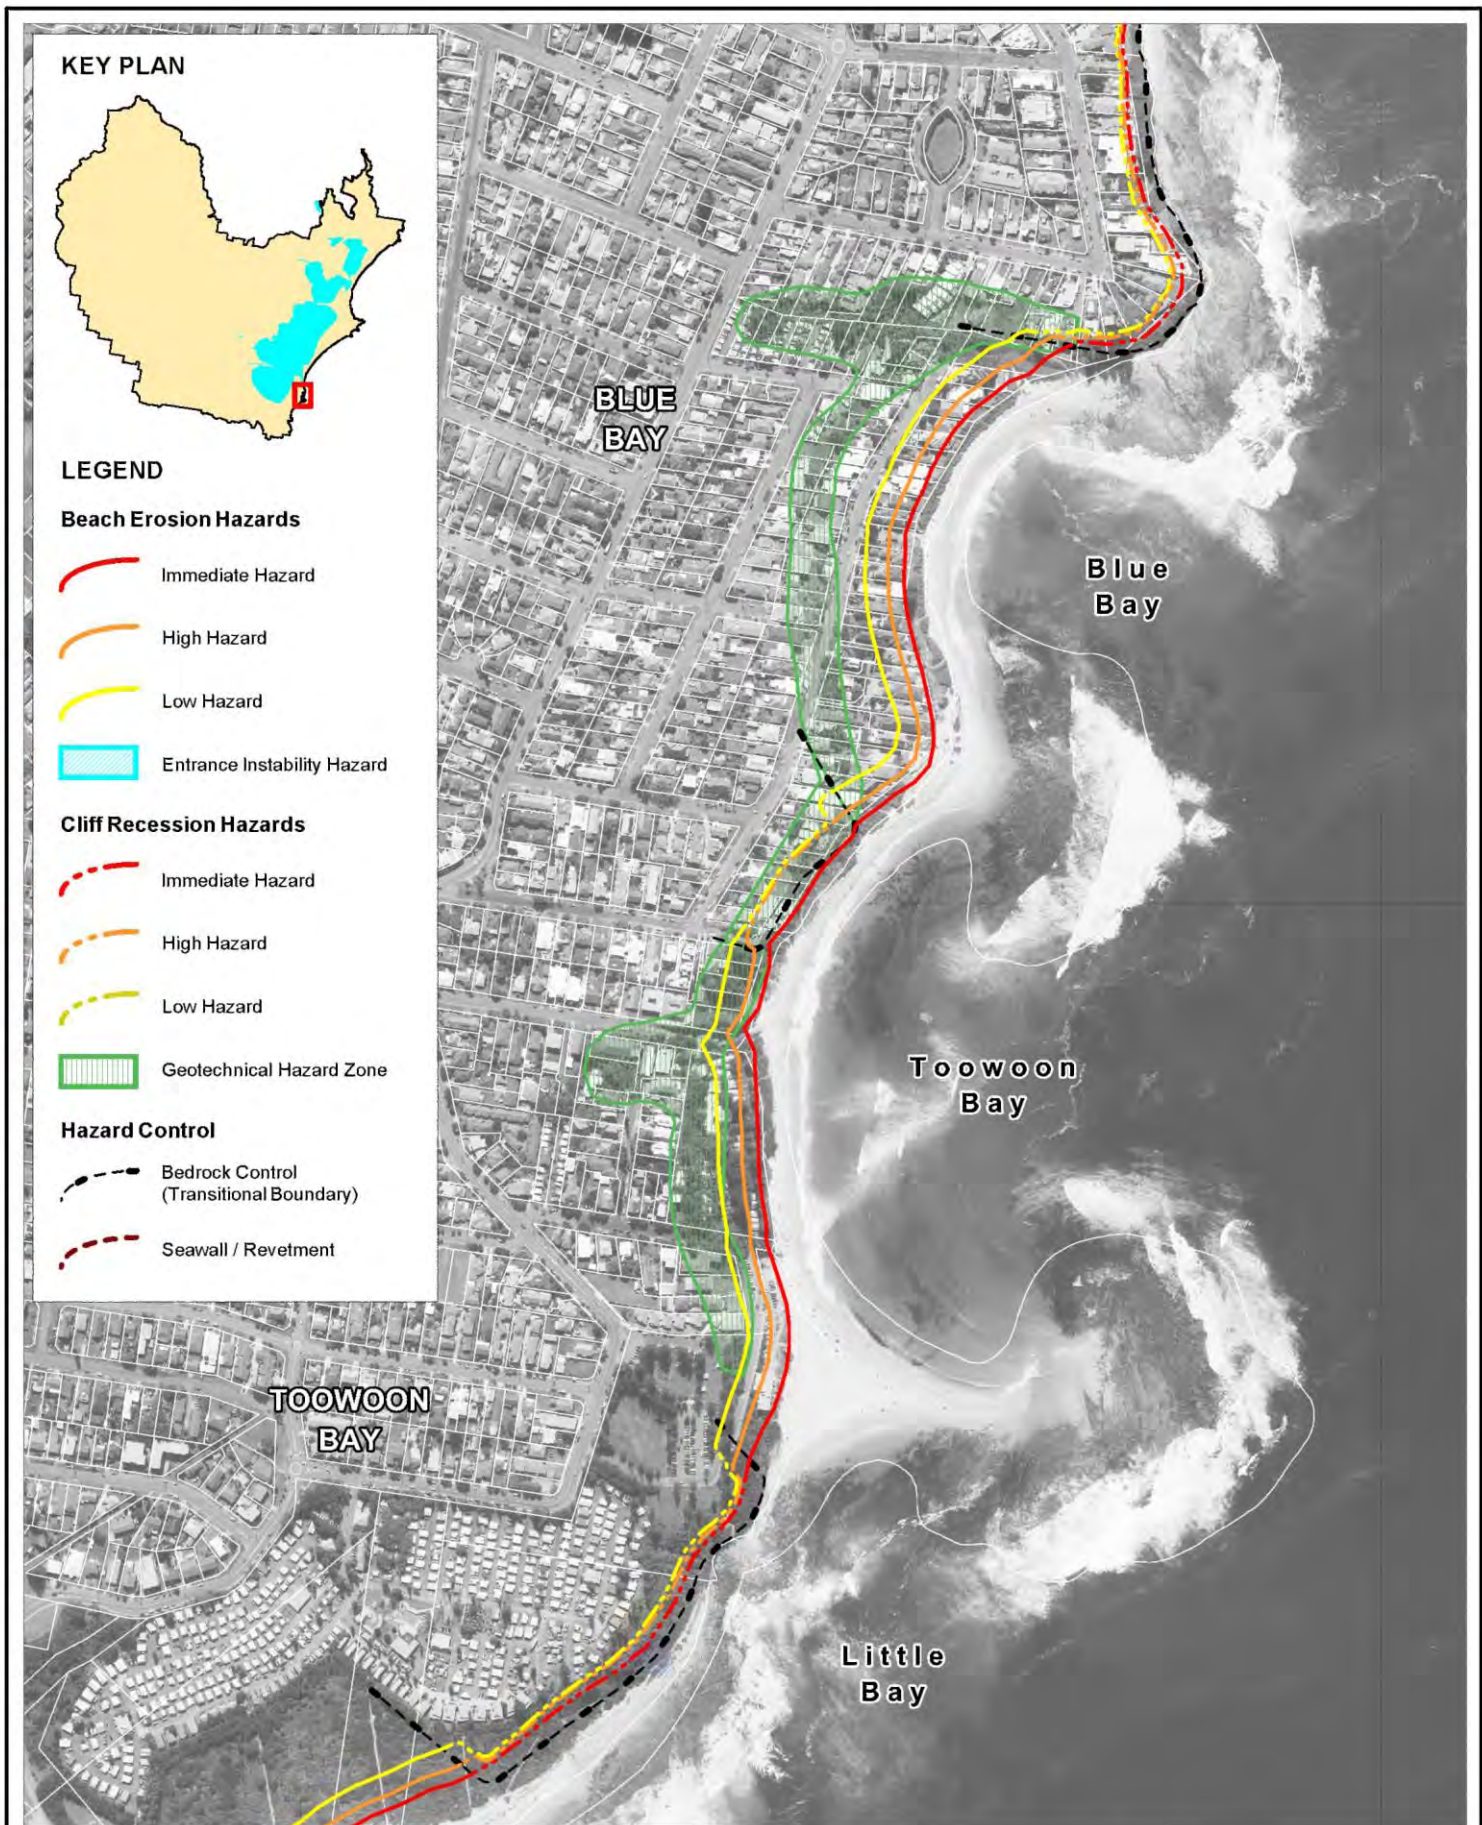 KEY PLAN
LEGEND
Beach Erosion Hazards
Immediate Hazard
High Hazard
Low Hazard
Entrance Instability Hazard
Cliff Recession Hazards
Immediate Hazard
High Hazard
Low Hazard
Geotechnical Hazard Zone
Hazard Control
Bedrock Control
(Transitional Boundary)
Seawall / Revetment
BLUE
BAY
Blue
Bay
Toowoon
Bay
TOOWOON
BAY
Little
Bay